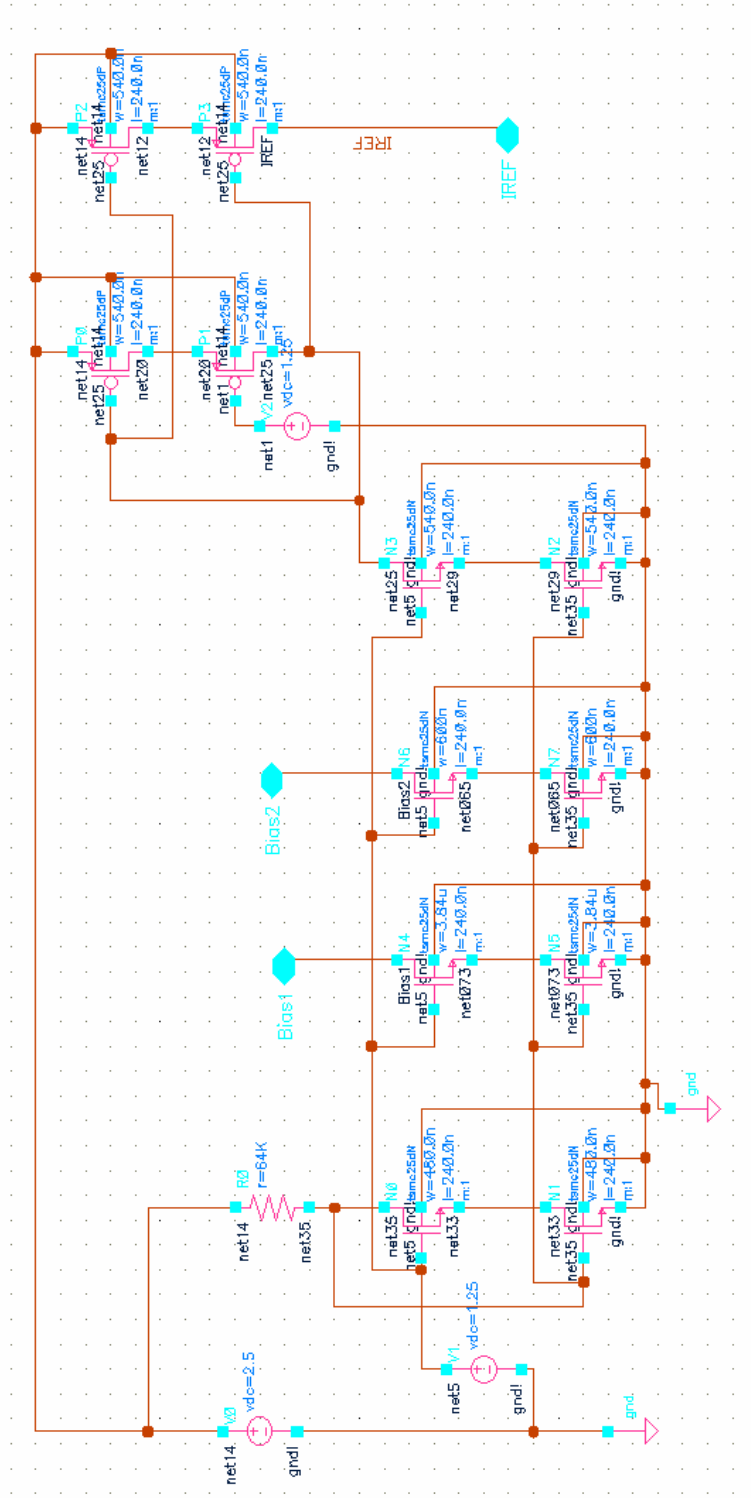 P2
net14
tsmc25dP
w=540.0n
l=240.0n
m:1
net14
net12
net25
P3
net14
tsmc25dP
w=540.0n
l=240.0n
m:1
net12
IREF
net25
IREF
IREF
P0
net14
tsmc25dP
w=540.0n
l=240.0n
m:1
net14
net20
net25
P1
net14
tsmc25dP
w=540.0n
l=240.0n
m:1
net20
net25
net1
V2
vdc=1.25
net1
gnd!
N3
gnd!
tsmc25dN
w=540.0n
l=240.0n
m:1
net25
net5
net29
N2
gnd!
tsmc25dN
w=540.0n
l=240.0n
m:1
net29
net35
gnd!
Bias2
N6
gnd!
tsmc25dN
w=600n
l=240.0n
m:1
Bias2
net5
net065
N7
gnd!
tsmc25dN
w=600n
l=240.0n
m:1
net065
net35
gnd!
Bias1
N4
gnd!
tsmc25dN
w=3.84u
l=240.0n
m:1
Bias1
net5
net073
N5
gnd!
tsmc25dN
w=3.84u
l=240.0n
m:1
net073
net35
gnd!
gnd
R0
r=64K
net14
net35
N0
gnd!
tsmc25dN
w=480.0n
l=240.0n
m:1
net35
net5
net33
N1
gnd!
tsmc25dN
w=480.0n
l=240.0n
m:1
net33
net35
gnd!
V1
vdc=1.25
net5
gnd!
V0
vdc=2.5
net14
gnd!
gnd